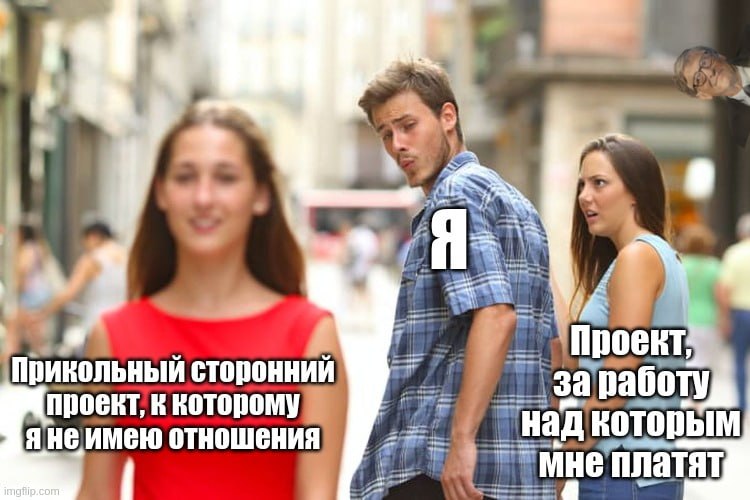 Я
Прикольный сторонний
проект, к которому
я не имею отношения
Проект,
за работу
над которым
мне платят
imgflip.com